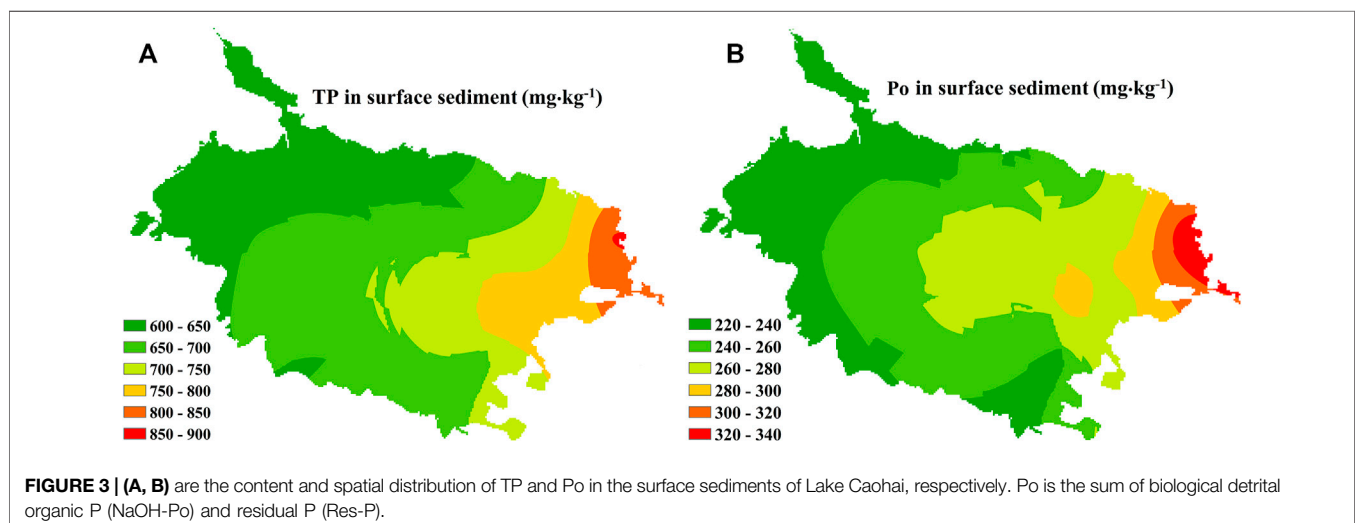 A
TP in surface sediment (mg·kg-1)
600 - 650
650 - 700
700 - 750
750 - 800
800 - 850
850 - 900
B
Po in surface sediment (mg·kg-1)
220 - 240
240 - 260
260 - 280
280 - 300
300 - 320
320 - 340
FIGURE 3 | (A, B) are the content and spatial distribution of TP and Po in the surface sediments of Lake Caohai, respectively. Po is the sum of biological detrital
organic P (NaOH-Po) and residual P (Res-P).